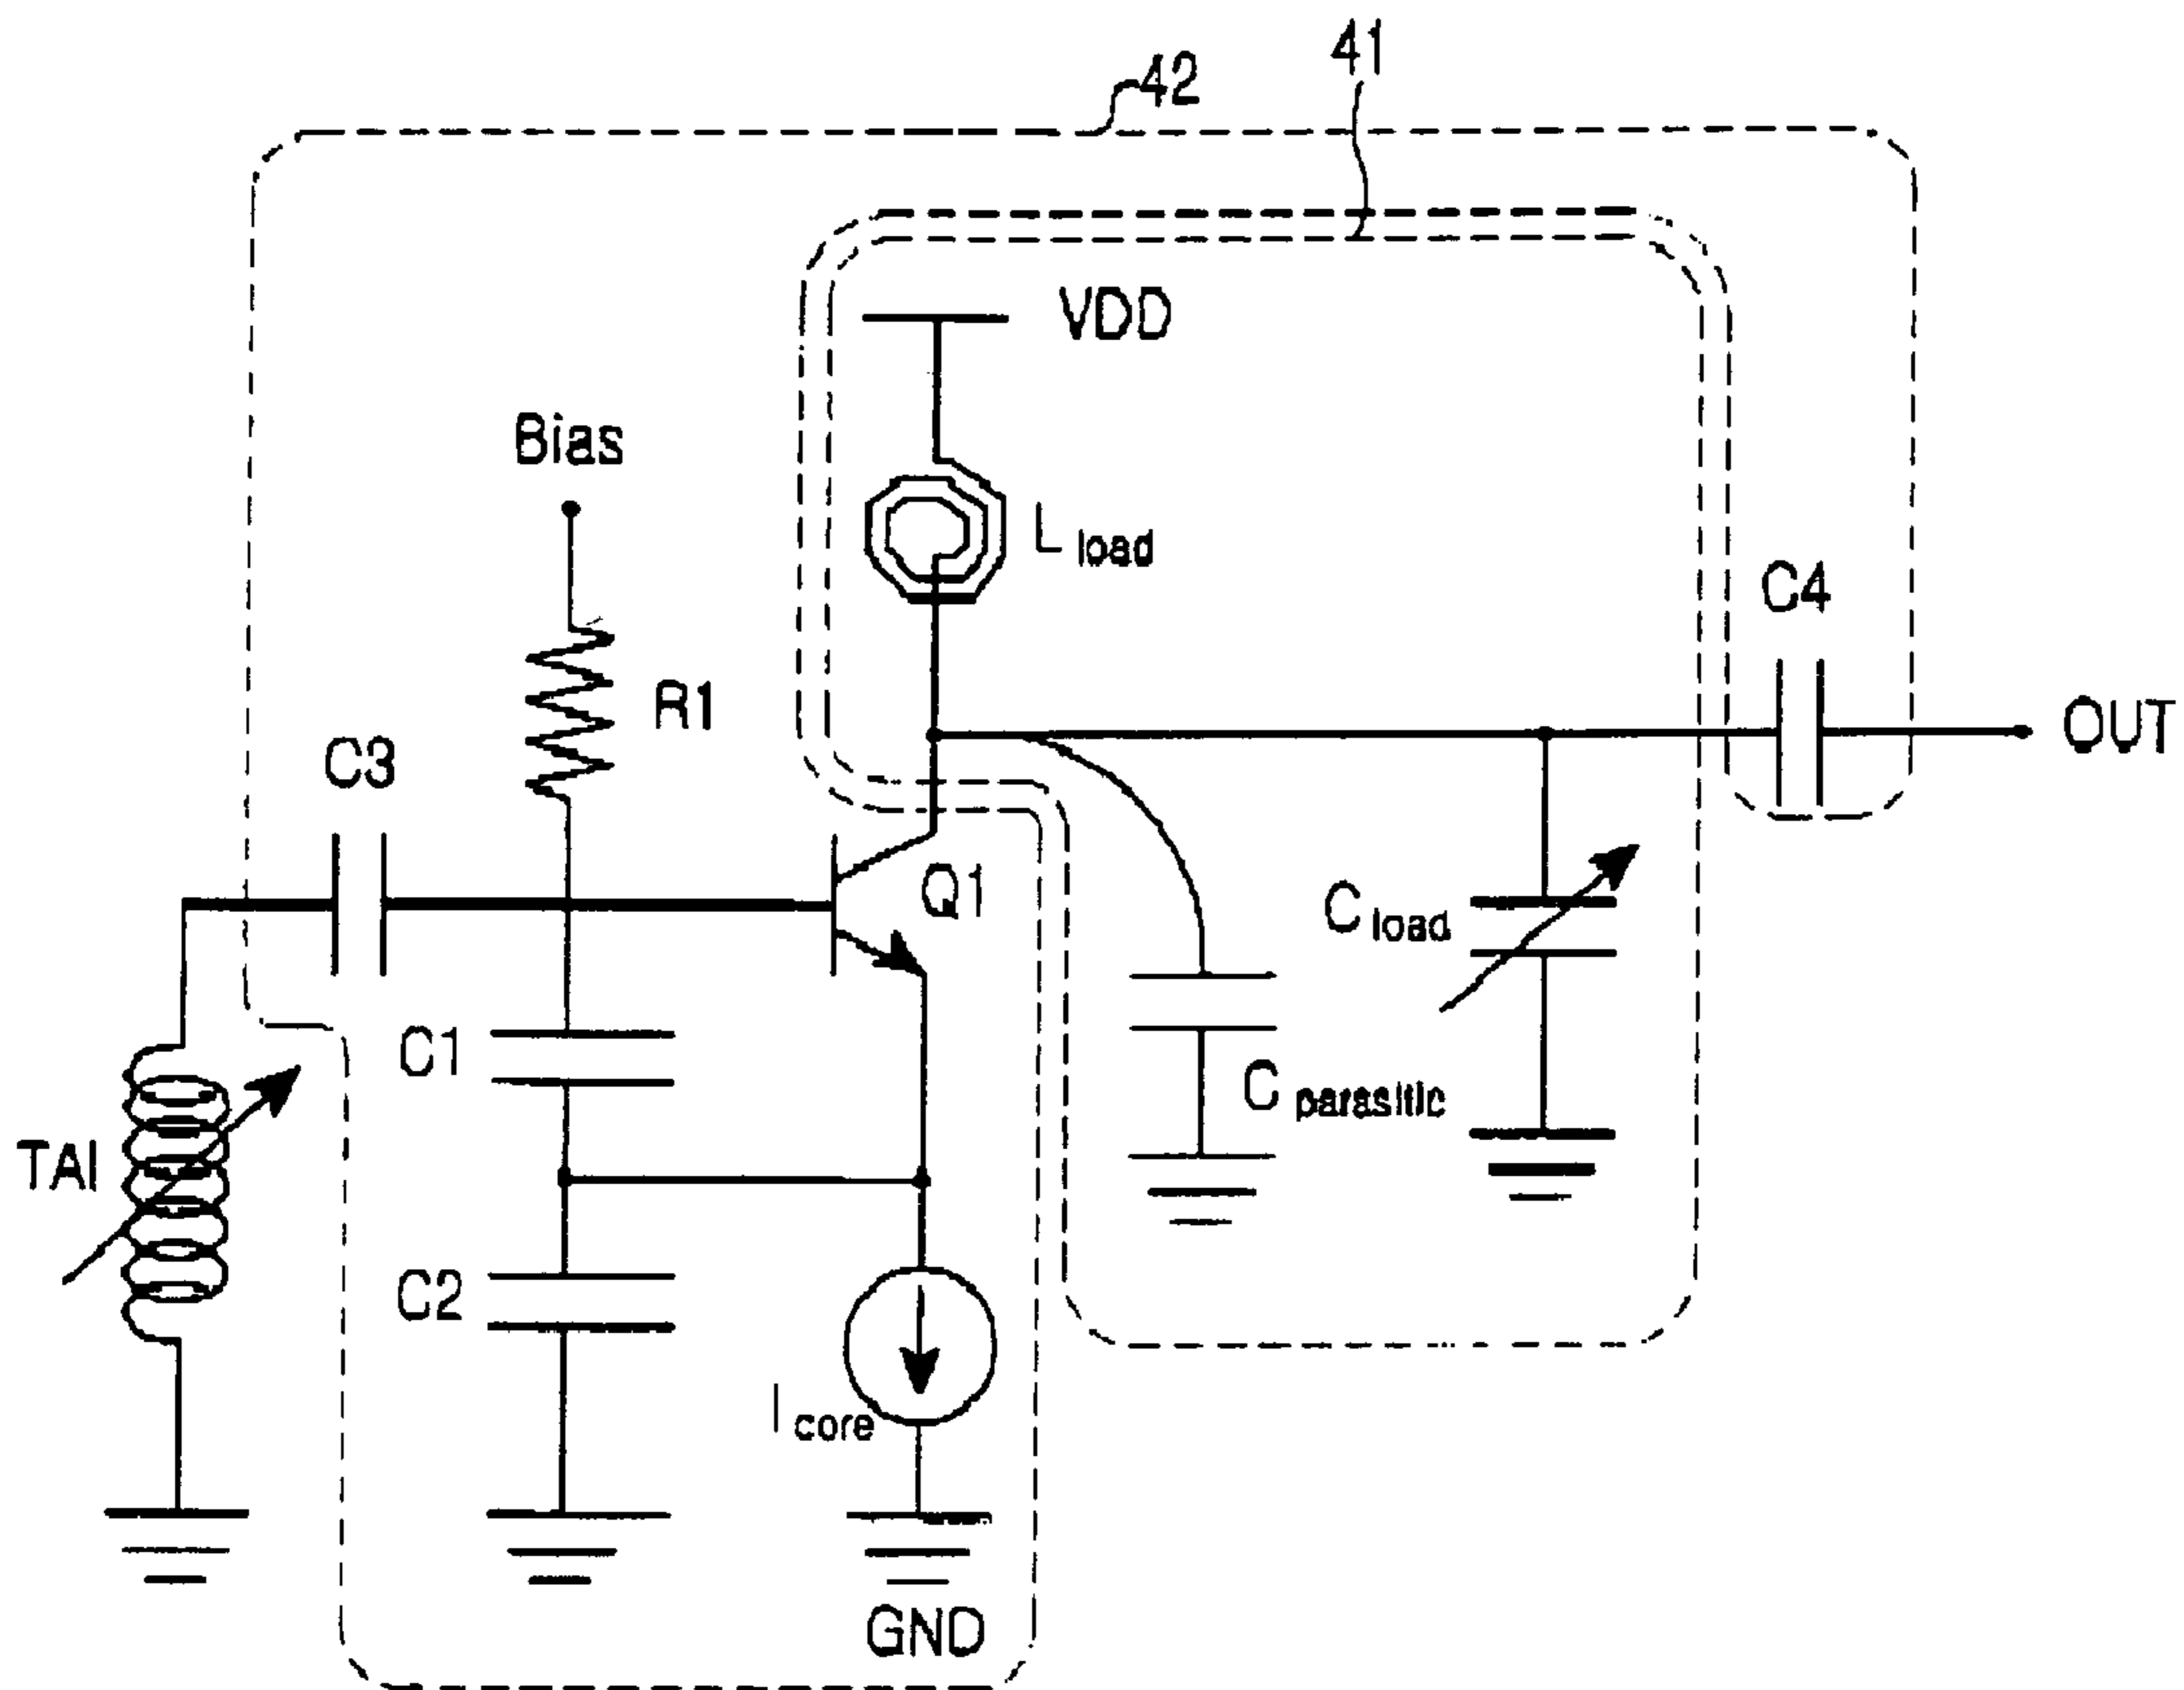 42
41
VDD
Bias
L load
C4
R1
OUT
C3
Q1
C load
C1
C parasitic
TAI
C2
I core
GND